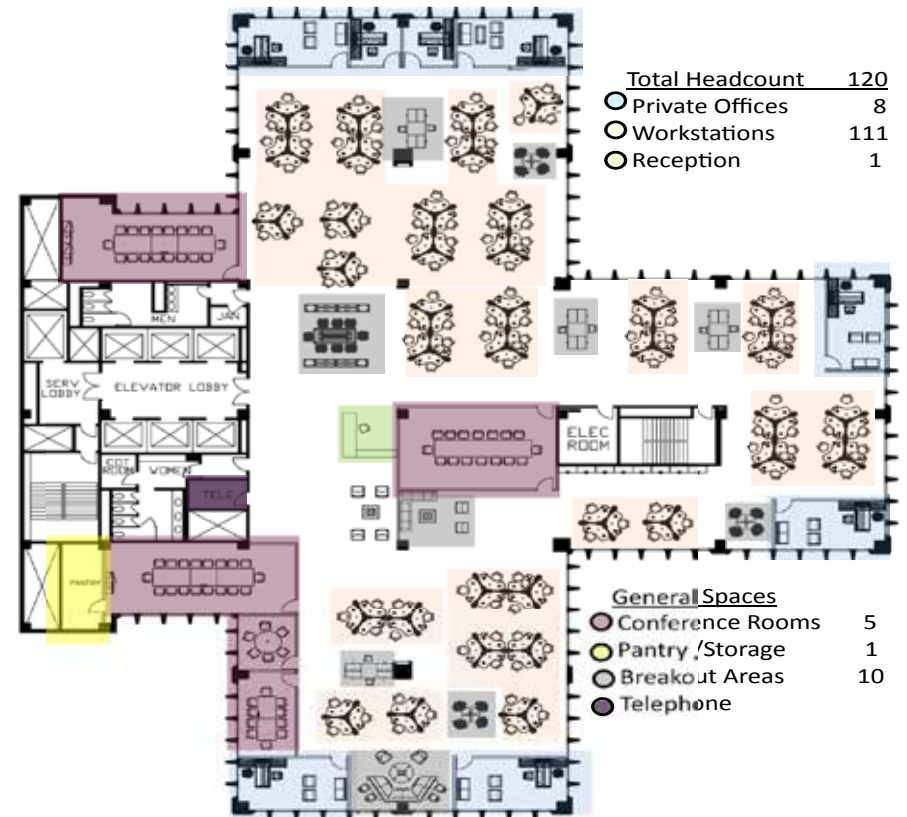 Total Headcount 120
Private Offices 8
Workstations 111
Reception 1
MEN
JAN
SERV
LOBBY
ELEVATOR LOBBY
ELEC
ROOM
WOMEN
ROOM
TELE
PANTRY
General Spaces
Conference Rooms 5
Pantry /Storage 1
Breakout Areas 10
Telephone